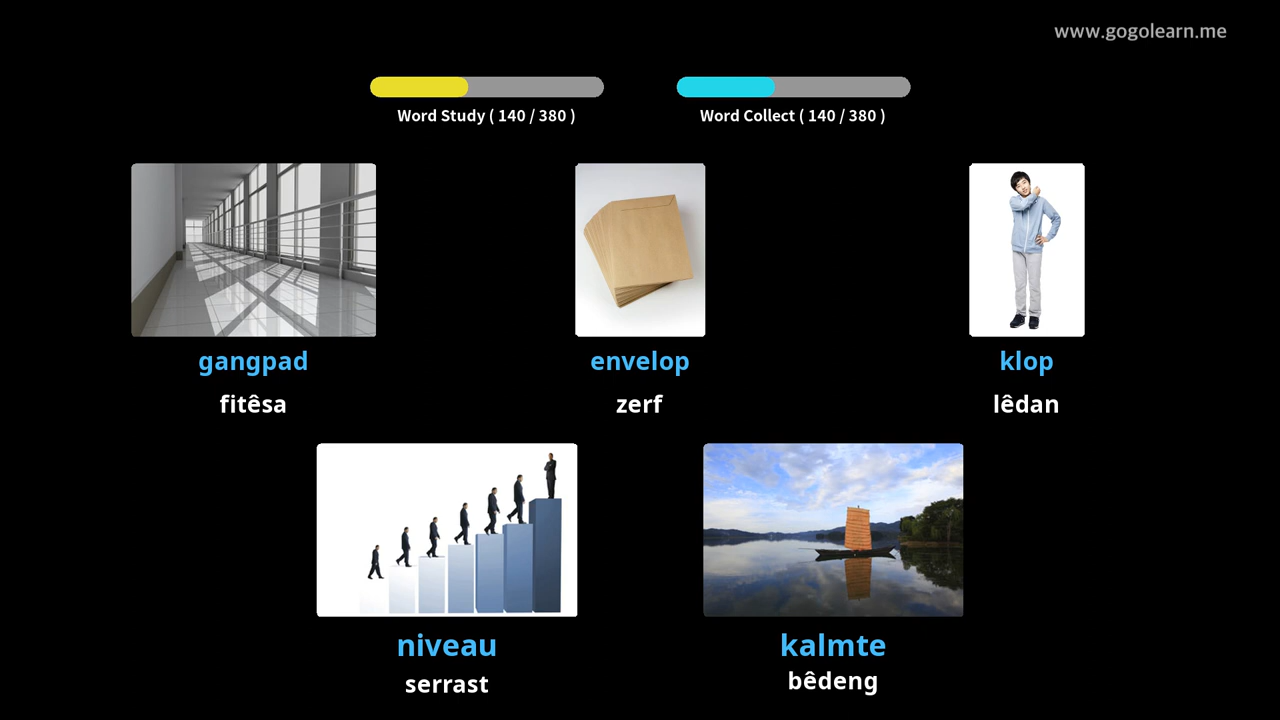 www.gogolearn.me
Word Study ( 140 / 380 )
Word Collect ( 140 / 380 )
gangpad
fitêsa
envelop
zerf
klop
lêdan
niveau
serrast
kalmte
bêdeng